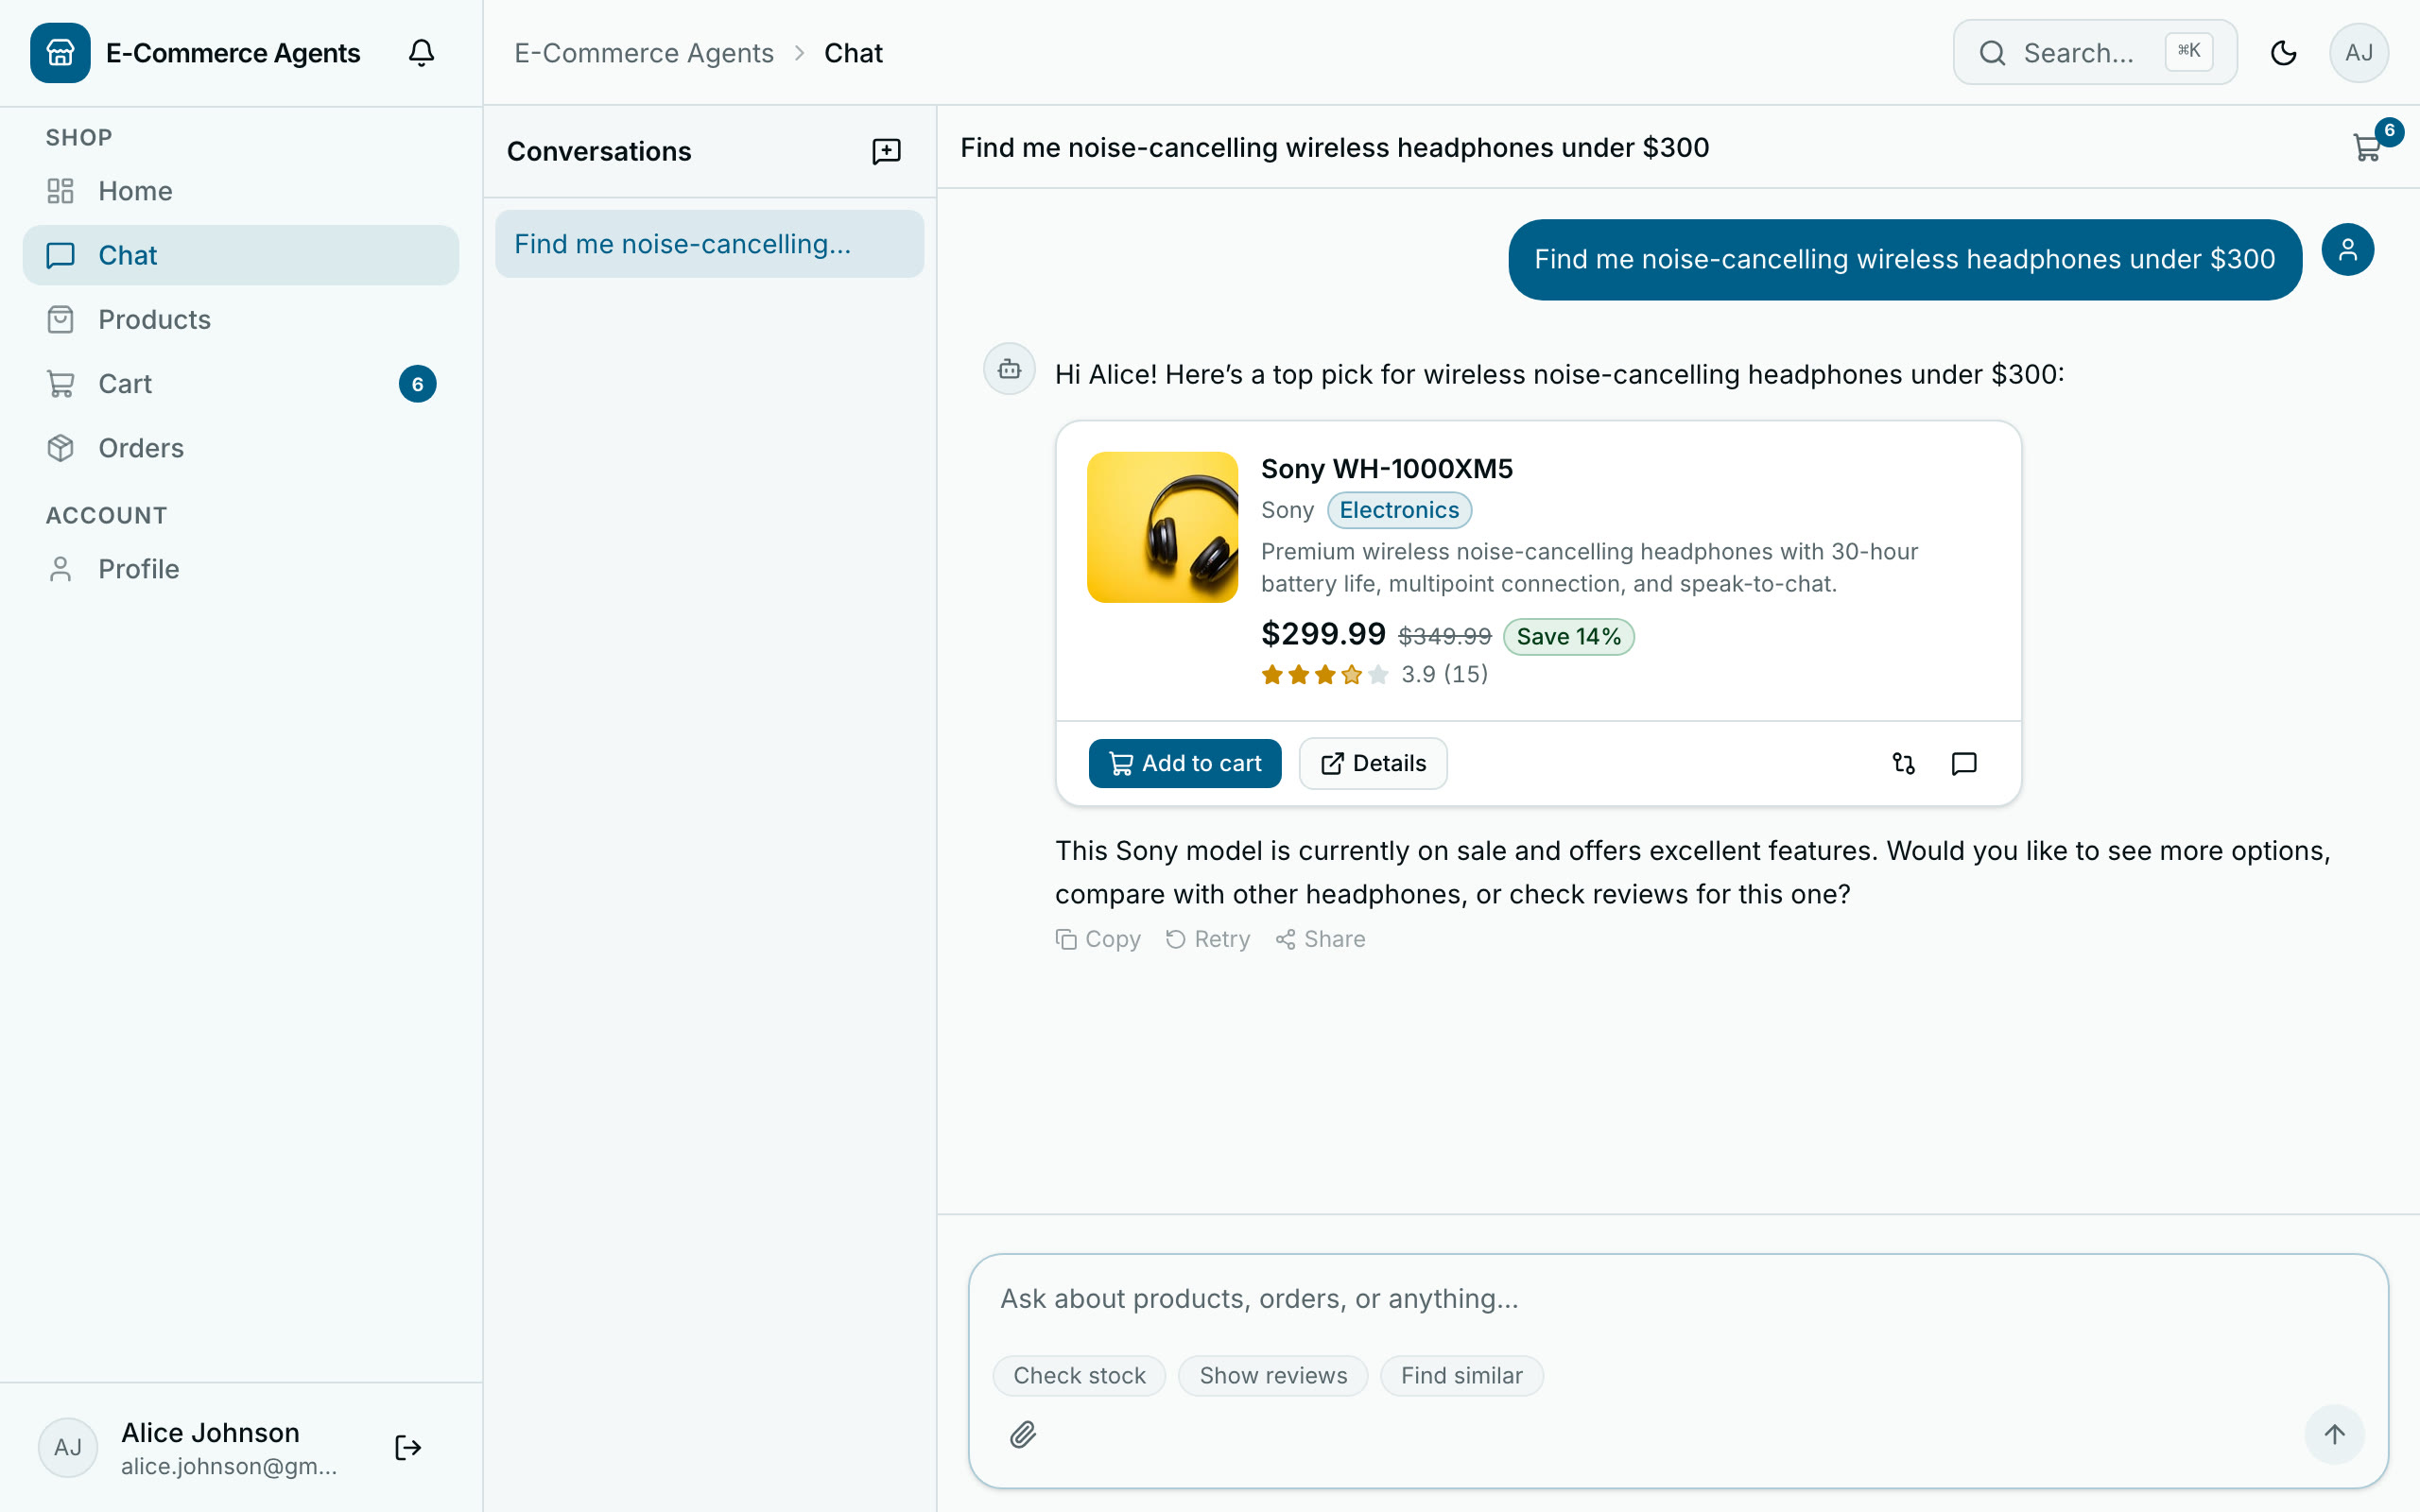 E-Commerce Agents
SHOP
Home
Chat
Products
Cart
6
Orders
ACCOUNT
Profile
AJ
Alice Johnson
alice.johnson@gm...
E-Commerce Agents > Chat
Search...
⌘K
AJ
Conversations
Find me noise-cancelling...
Find me noise-cancelling wireless headphones under $300
6
Find me noise-cancelling wireless headphones under $300
Hi Alice! Here’s a top pick for wireless noise-cancelling headphones under $300:
Sony WH-1000XM5
Sony Electronics
Premium wireless noise-cancelling headphones with 30-hour
battery life, multipoint connection, and speak-to-chat.
$299.99 $349.99 Save 14%
3.9 (15)
Add to cart
Details
This Sony model is currently on sale and offers excellent features. Would you like to see more options,
compare with other headphones, or check reviews for this one?
Copy Retry Share
Ask about products, orders, or anything...
Check stock
Show reviews
Find similar